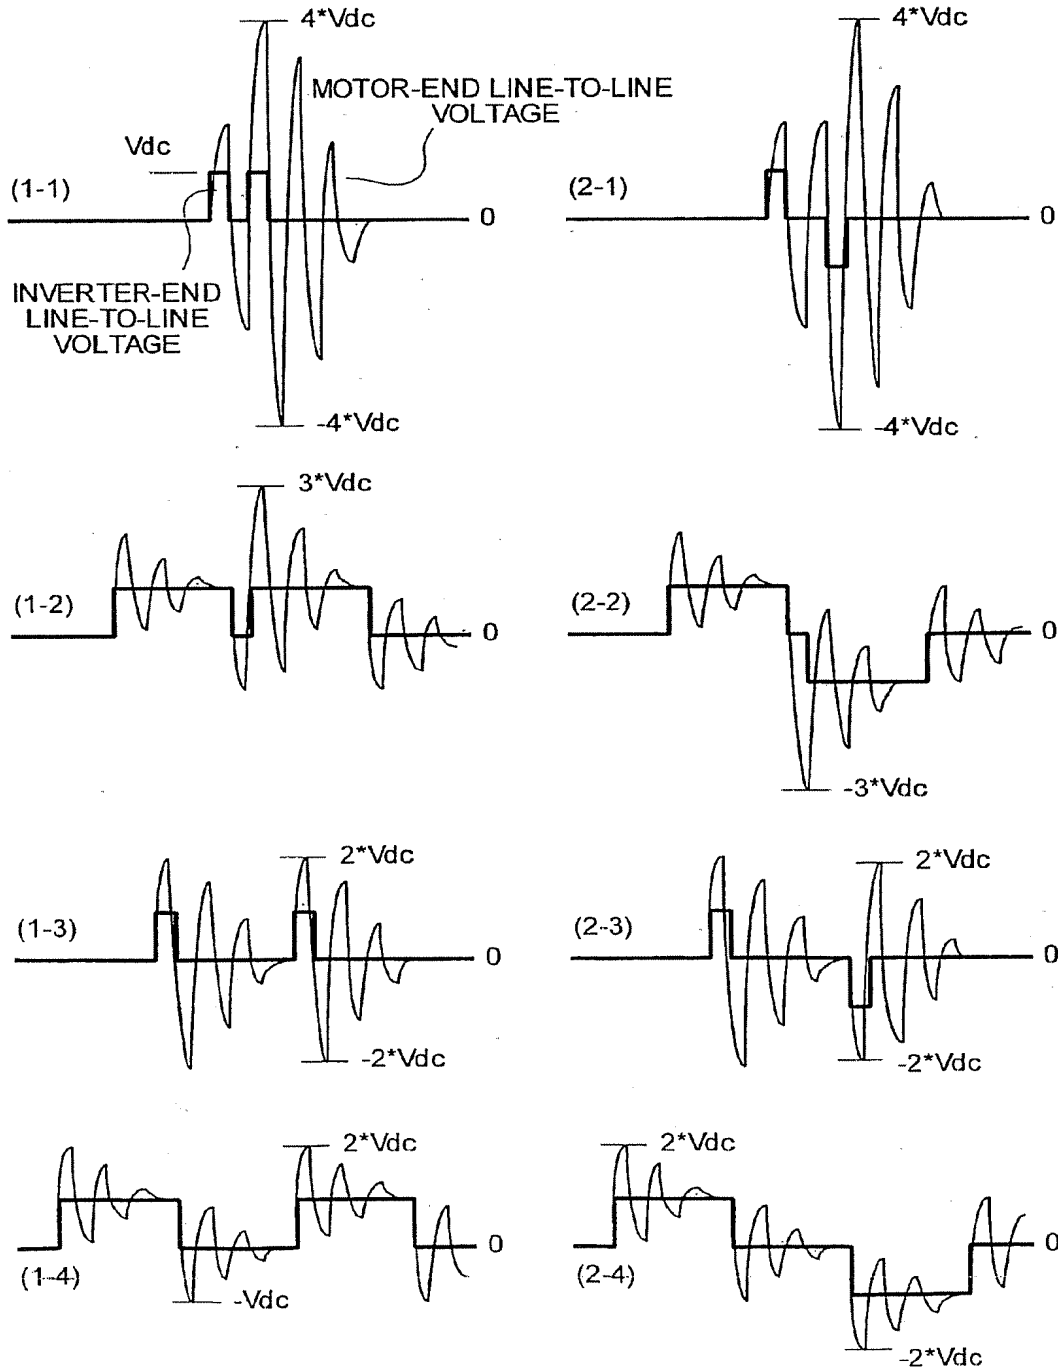 4*Vdc
MOTOR-END LINE-TO-LINE
VOLTAGE
Vdc
(1-1)
0
INVERTER-END
LINE-TO-LINE
VOLTAGE
-4*Vdc
4*Vdc
(2-1)
0
-4*Vdc
3*Vdc
(1-2)
0
(2-2)
0
-3*Vdc
2*Vdc
(1-3)
0
-2*Vdc
2*Vdc
(2-3)
0
-2*Vdc
2*Vdc
(1-4)
0
-Vdc
2*Vdc
(2-4)
0
-2*Vdc